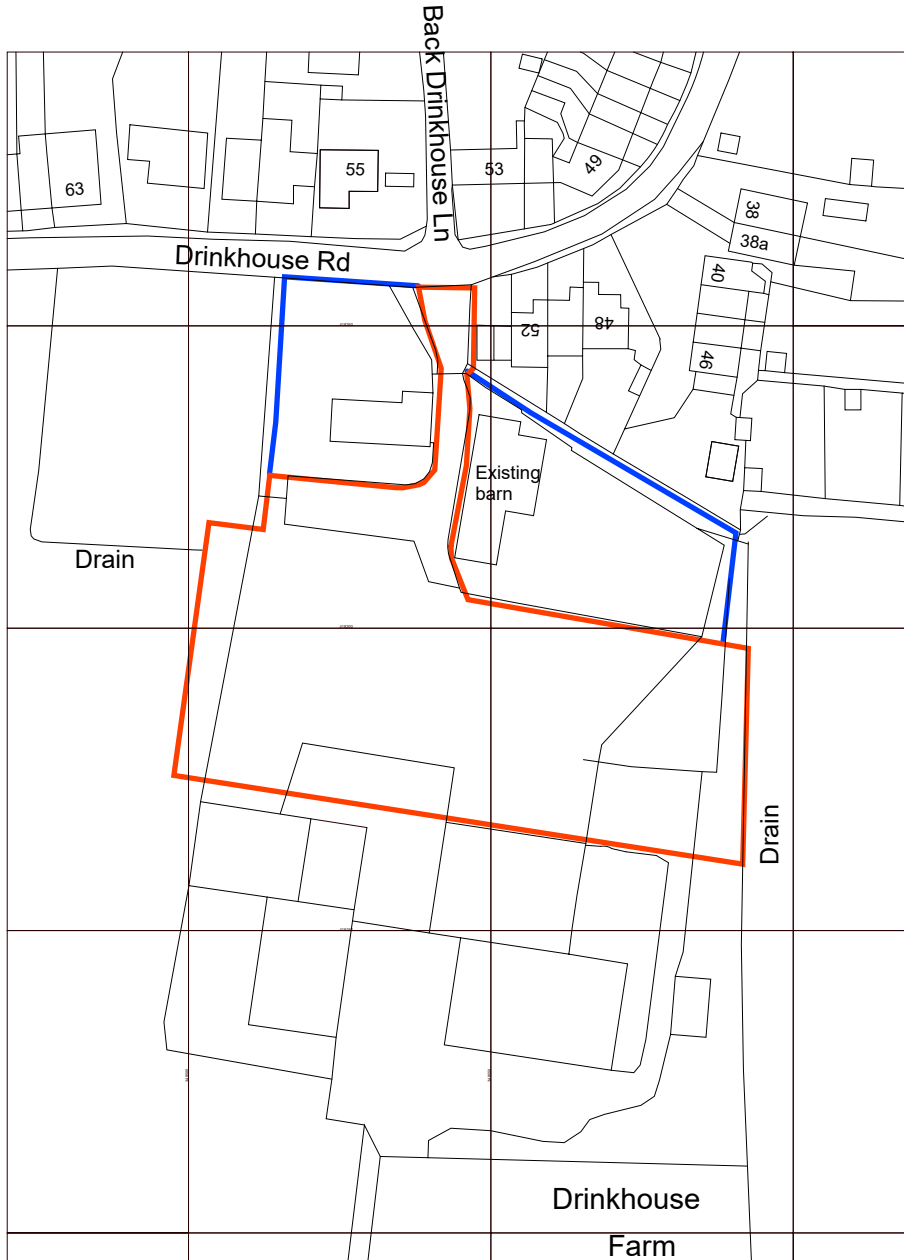 Back Drinkhouse Ln
63
55
53
49
38
38a
Drinkhouse Rd
40
52
48
46
Existing
barn
Drain
Drain
Drinkhouse
Farm